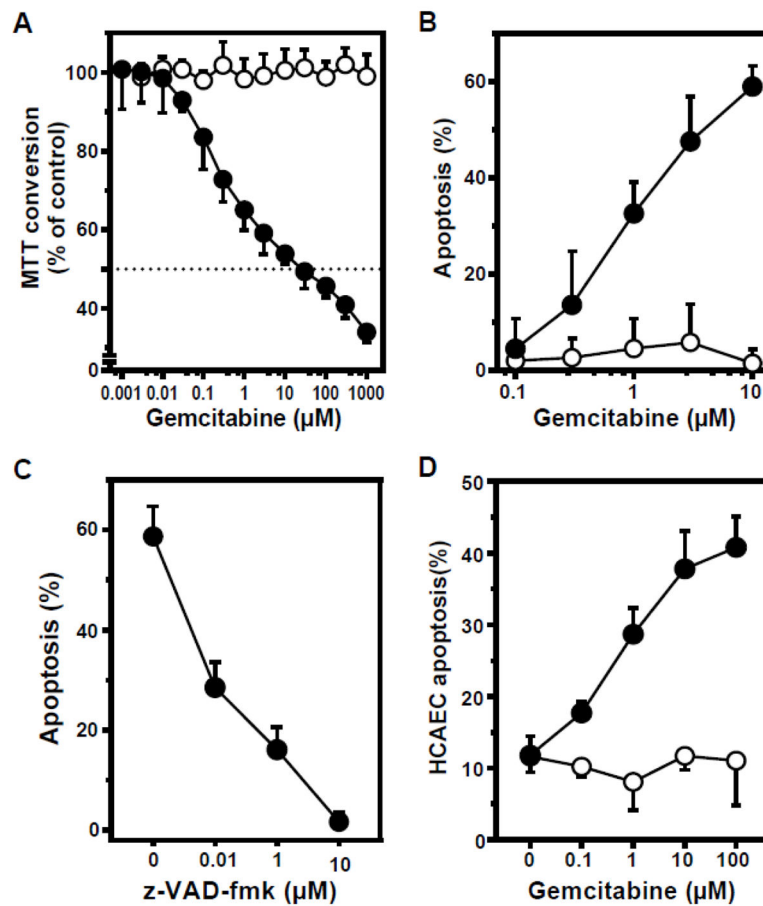 A
MTT conversion
(% of control)
100
80
60
40
0
0.001 0.01 0.1 1 10 100 1000
Gemcitabine (µM)
B
Apoptosis (%)
60
40
20
0
0.1 1 10
Gemcitabine (µM)
C
Apoptosis (%)
60
40
20
0
0 0.01 1 10
z-VAD-fmk (µM)
D
HCAEC apoptosis(%)
50
40
30
20
10
0
0 0.1 1 10 100
Gemcitabine (µM)